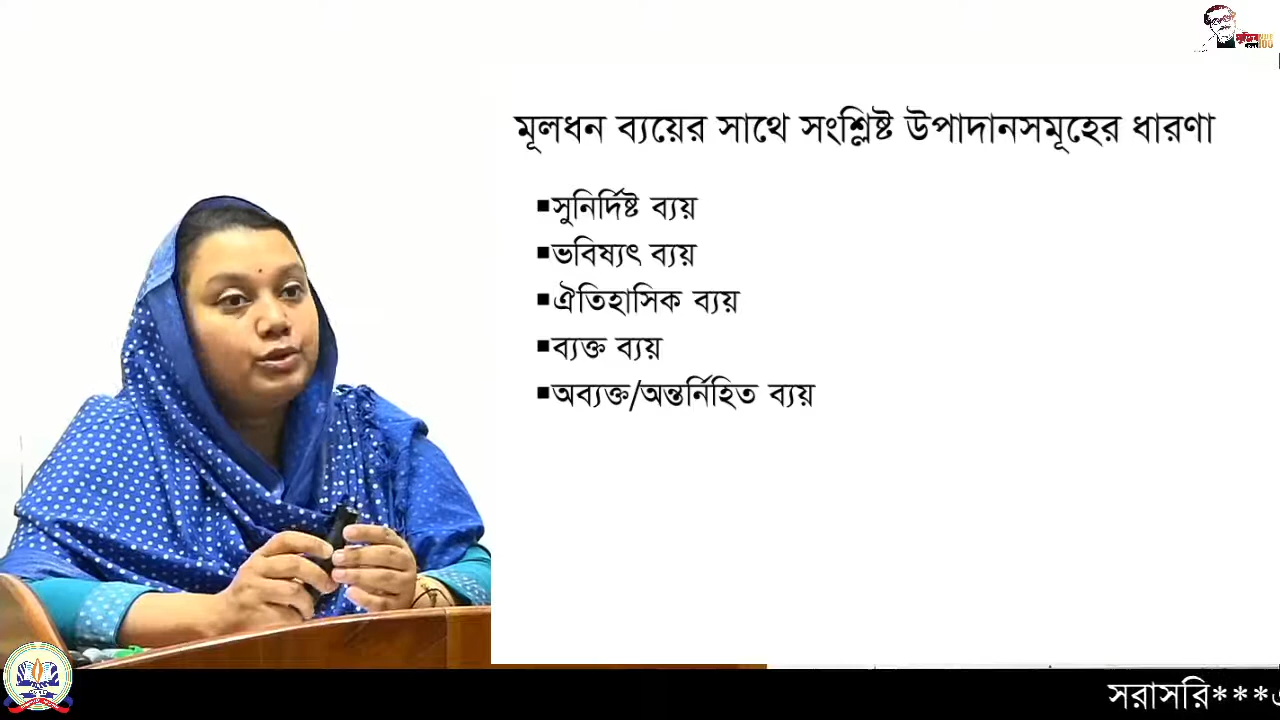 মূলধন ব্যয়ের সাথে সংশ্লিষ্ট উপাদানসমূহের ধারণা
▪সুনির্দিষ্ট ব্যয়
▪ভবিষ্যৎ ব্যয়
▪ঐতিহাসিক ব্যয়
▪ব্যক্ত ব্যয়
▪অব্যক্ত/অন্তর্নিহিত ব্যয়
সরাসরি***